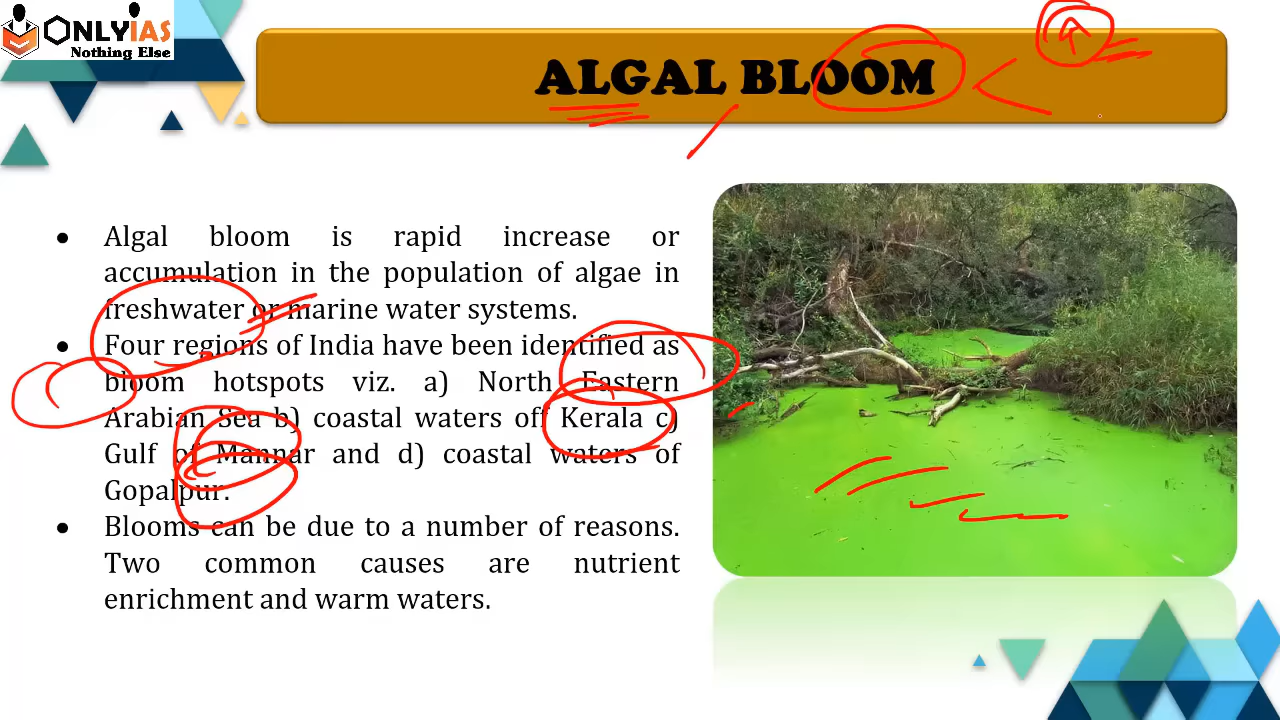 ONLYIAS
Nothing Else
ALGAL BLOOM
• Algal bloom is rapid increase or
accumulation in the population of algae in
freshwater or marine water systems.
• Four regions of India have been identified as
bloom hotspots viz. a) North Eastern
Arabian Sea b) coastal waters off Kerala c)
Gulf of Mannar and d) coastal waters of
Gopalpur.
• Blooms can be due to a number of reasons.
Two common causes are nutrient
enrichment and warm waters.